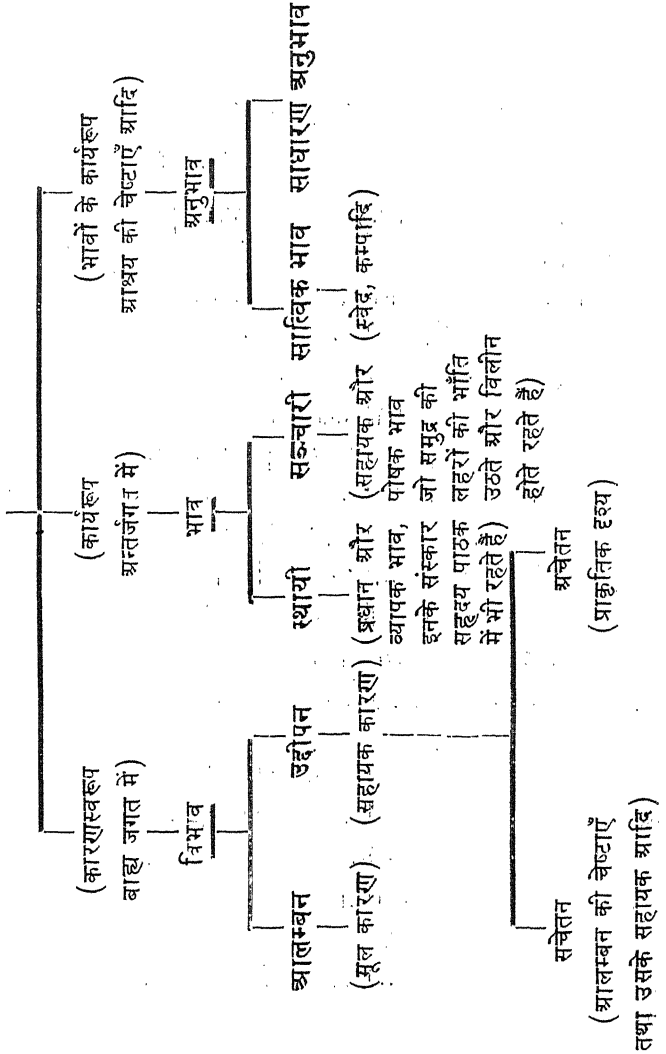 (कारणस्वरूप
बाह्य जगत में)
विभाव
आलम्बन
(मूल कारण)
उद्दीपन
(सहायक कारण)
सचेतन
(आलम्बन की चेष्टाएँ
तथा उसके सहायक आदि)
अचेतन
(प्राकृतिक दृश्य)
(कार्यरूप
अन्तर्जगत में)
भाव
स्थायी
(प्रधान और
व्यापक भाव,
इनके संस्कार
सहृदय पाठक
में भी रहते हैं)
सञ्चारी
(सहायक और
पोषक भाव
जो समुद्र की
लहरों की भाँति
उठते और विलीन
होते रहते हैं)
(भावों के कार्यरूप
आश्रय की चेष्टाएँ आदि)
अनुभाव
सात्विक भाव
(स्वेद, कम्पादि)
साधारण अनुभाव